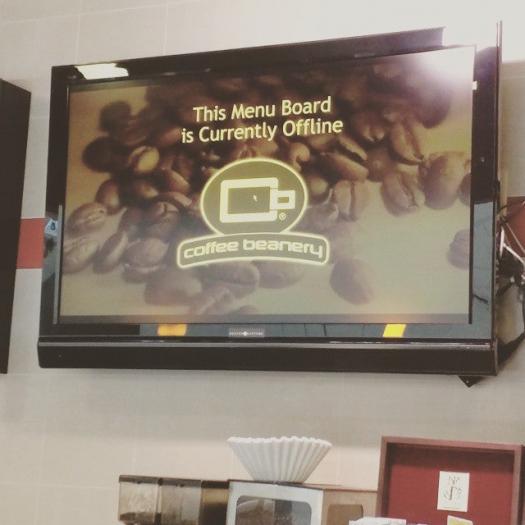 This Menu Board
is Currently Offline
®
coffee beanery